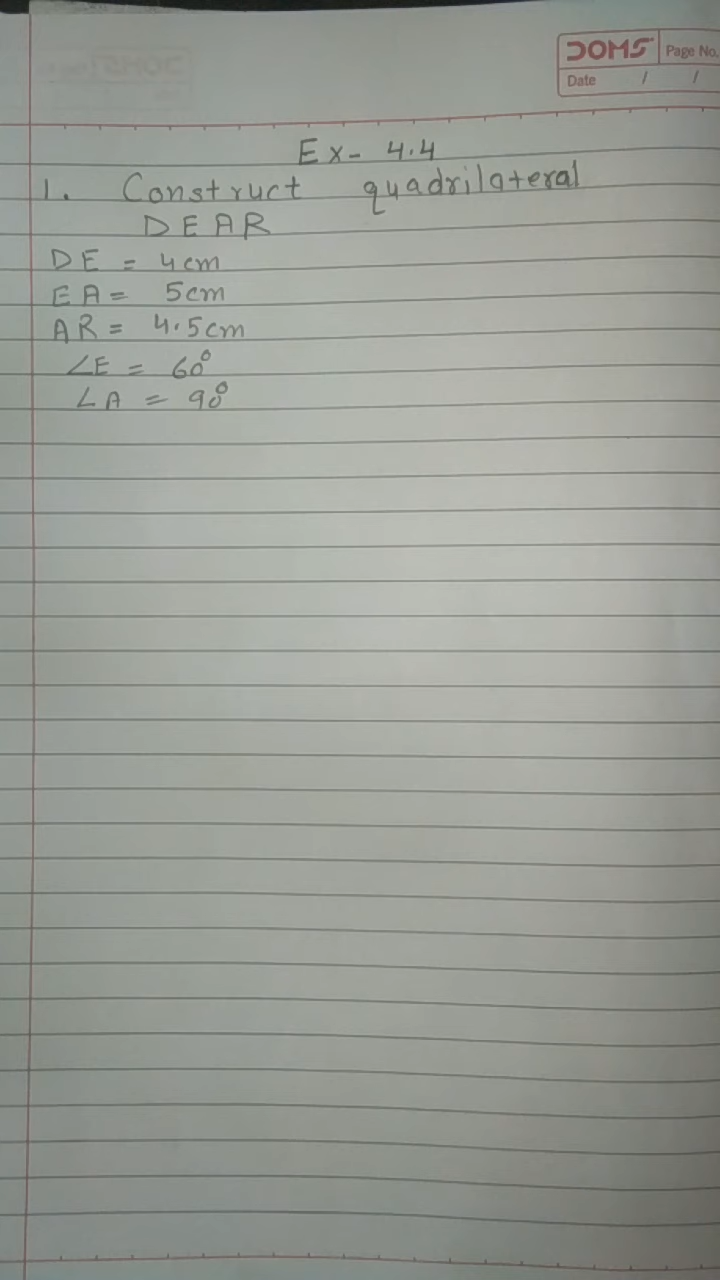 DOMS Page No.
Date / /
Ex- 4.4
1. Construct quadrilateral
DEAR
DE = 4cm
EA = 5cm
AR = 4.5cm
∠E = 60°
∠A = 90°